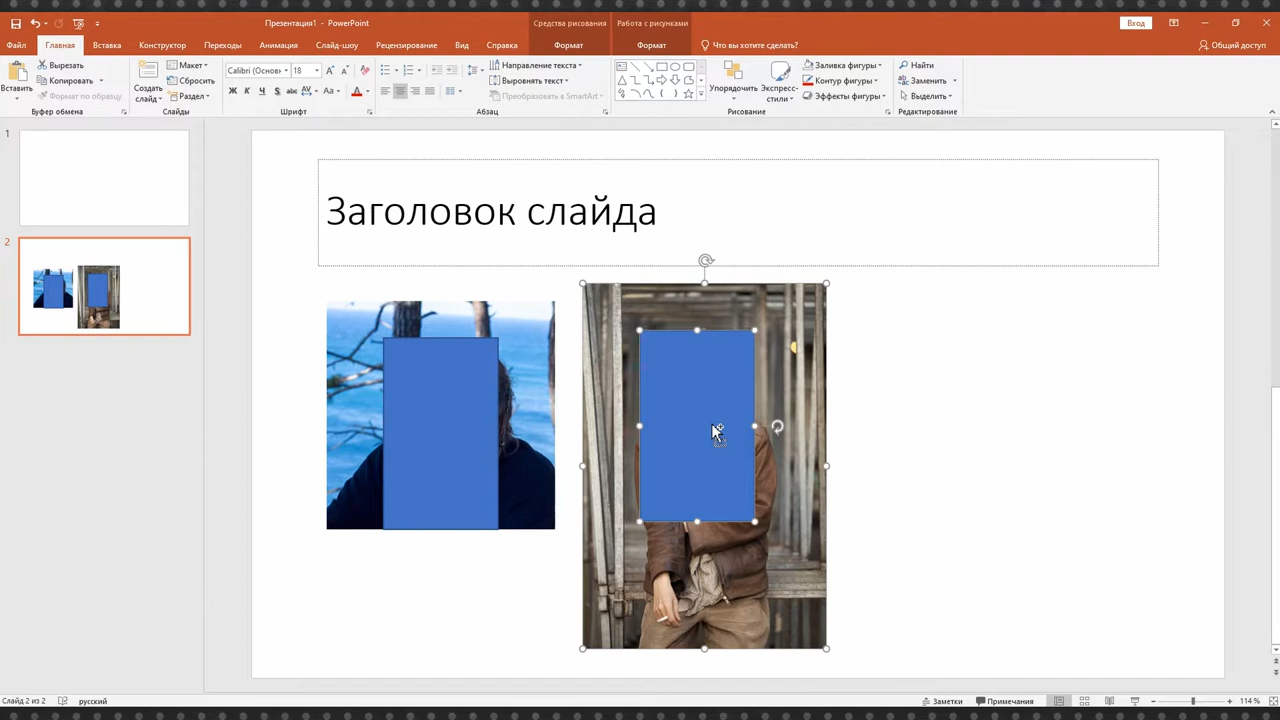 Презентация1 - PowerPoint
Средства рисования
Работа с рисунками
Вход
Файл Главная Вставка Конструктор Переходы Анимация Слайд-шоу Рецензирование Вид Справка Формат Формат Что вы хотите сделать? Общий доступ
Вставить
Вырезать
Копировать
Формат по образцу
Буфер обмена
Создать слайд
Макет
Сбросить
Раздел
Слайды
Calibri (Основ 18
Ж К Ч S abc AV Aa А
Шрифт
Направление текста
Выровнять текст
Преобразовать в SmartArt
Абзац
Упорядочить
Экспресс-стили
Заливка фигуры
Контур фигуры
Эффекты фигуры
Рисование
Найти
Заменить
Выделить
Редактирование
1
2
Заголовок слайда
Слайд 2 из 2 русский Заметки Примечания 114 %